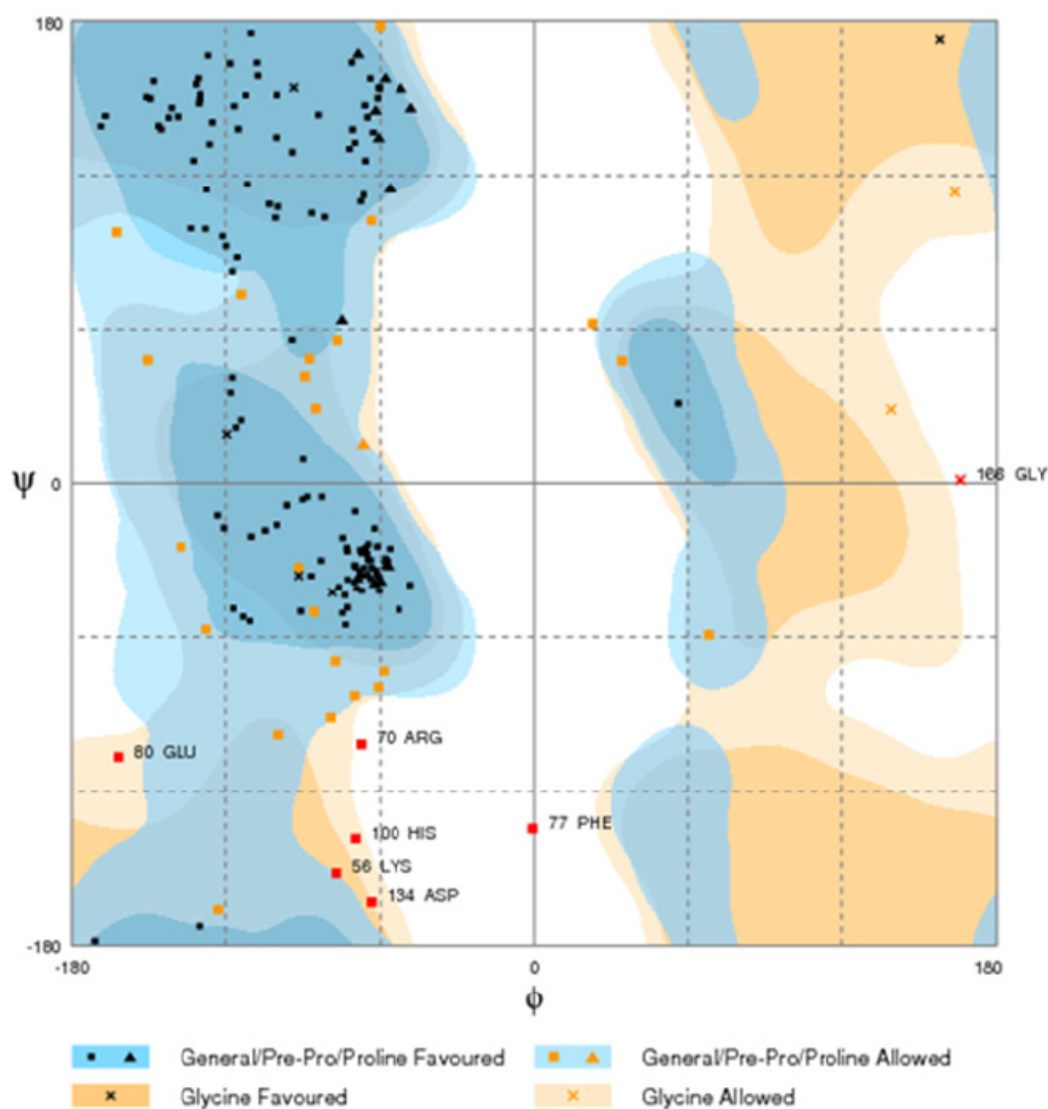 180
ψ
0
166 GLY
80 GLU
70 ARG
77 PHE
100 HIS
56 LYS
134 ASP
-180
-180
0
180
ϕ
General/Pre-Pro/Proline Favoured
General/Pre-Pro/Proline Allowed
Glycine Favoured
Glycine Allowed